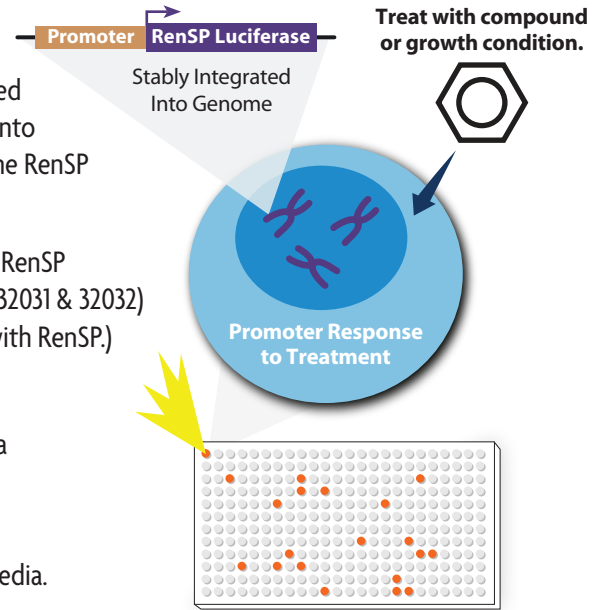 Promoter RenSP Luciferase
Stably Integrated
Into Genome
Treat with compound
or growth condition.
ed
nto
ne RenSP
RenSP
32031 & 32032)
with RenSP.)
Promoter Response
to Treatment
a
edia.